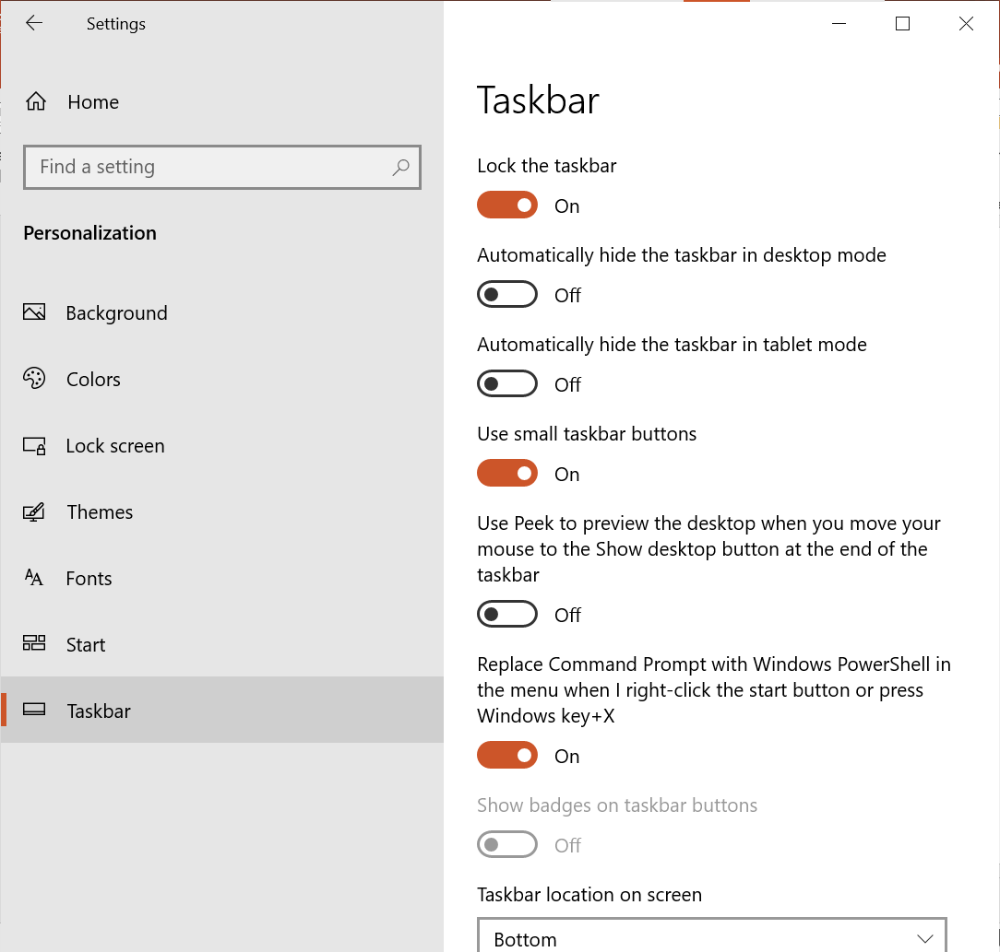 Settings
Home
Find a setting
Personalization
Background
Colors
Lock screen
Themes
Fonts
Start
Taskbar
Taskbar
Lock the taskbar
On
Automatically hide the taskbar in desktop mode
Off
Automatically hide the taskbar in tablet mode
Off
Use small taskbar buttons
On
Use Peek to preview the desktop when you move your
mouse to the Show desktop button at the end of the
taskbar
Off
Replace Command Prompt with Windows PowerShell in
the menu when I right-click the start button or press
Windows key+X
On
Show badges on taskbar buttons
Off
Taskbar location on screen
Bottom